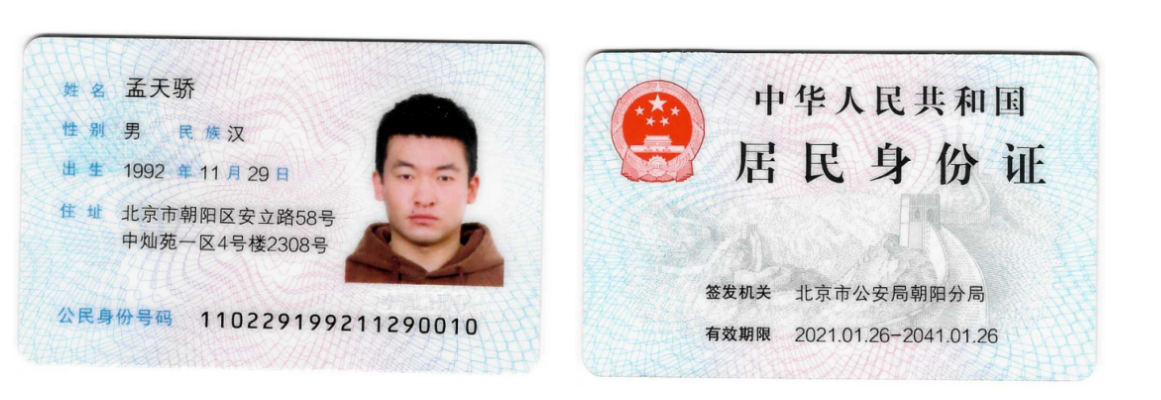 姓名 孟天骄
性别 男 民族 汉
出生 1992 年 11 月 29 日
住址 北京市朝阳区安立路58号
中灿苑一区4号楼2308号
公民身份号码 110229199211290010
中华人民共和国
居民身份证
签发机关 北京市公安局朝阳分局
有效期限 2021.01.26-2041.01.26